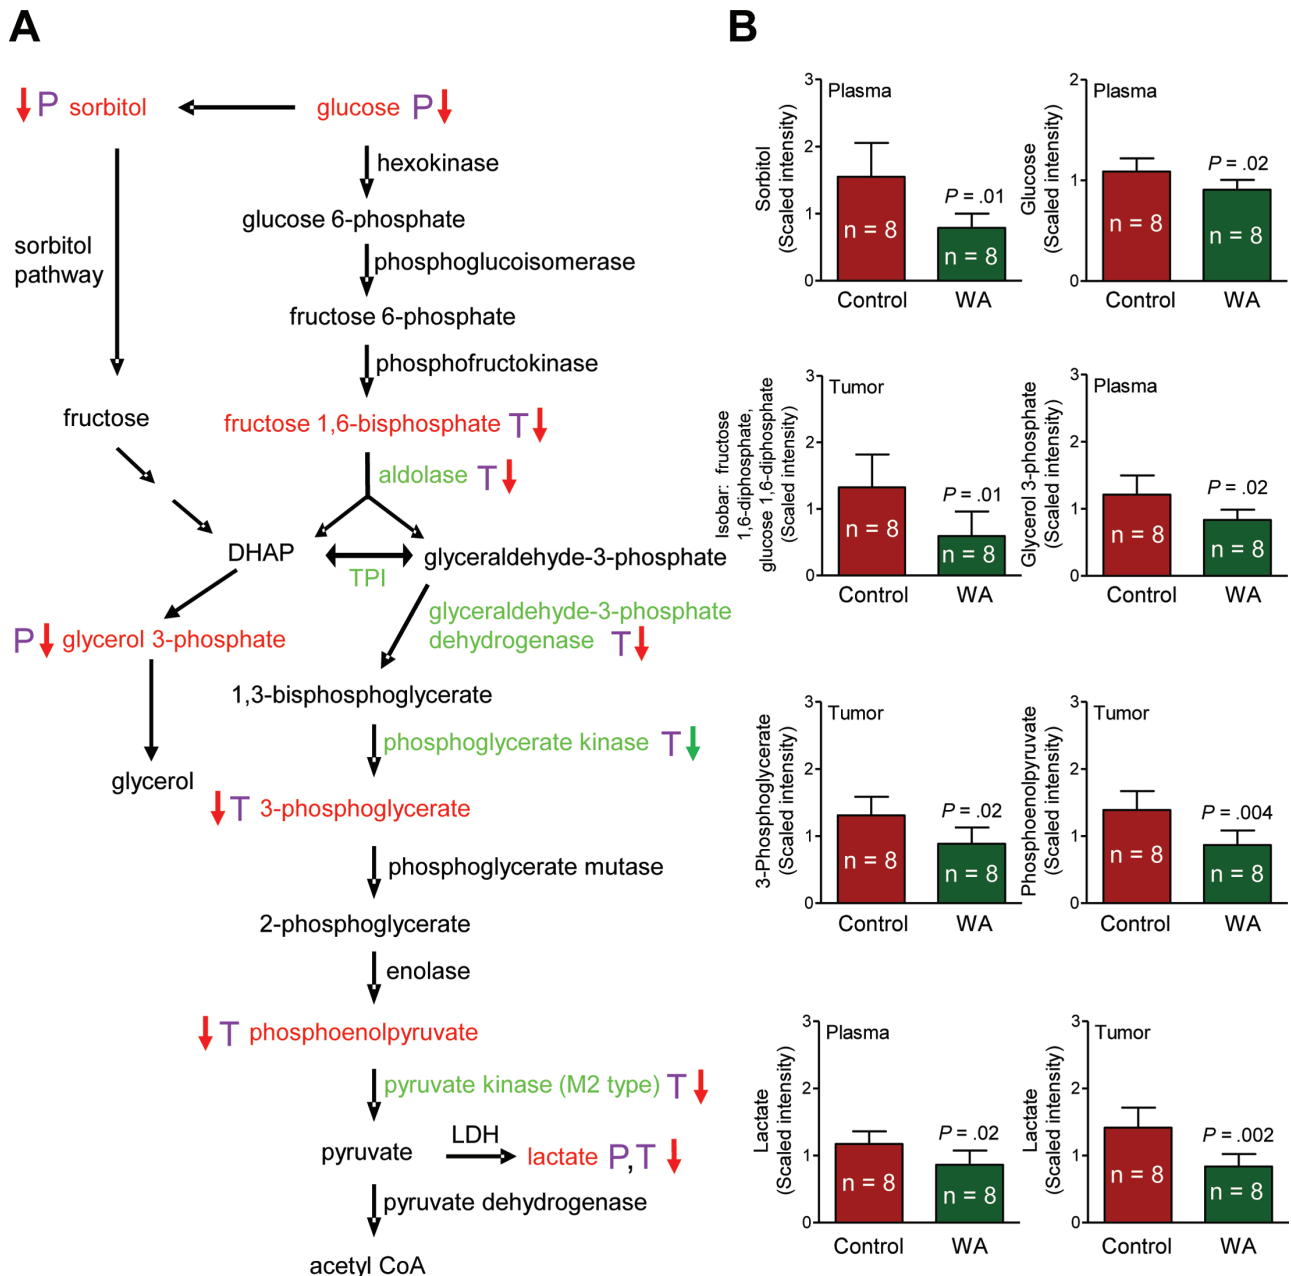 A
P sorbitol
glucose P
hexokinase
glucose 6-phosphate
sorbitol
pathway
phosphoglucoisomerase
fructose 6-phosphate
phosphofructokinase
fructose
fructose 1,6-bisphosphate T
aldolase T
DHAP
glyceraldehyde-3-phosphate
TPI
glyceraldehyde-3-phosphate
dehydrogenase T
P glycerol 3-phosphate
1,3-bisphosphoglycerate
phosphoglycerate kinase T
glycerol
T 3-phosphoglycerate
phosphoglycerate mutase
2-phosphoglycerate
enolase
T phosphoenolpyruvate
pyruvate kinase (M2 type) T
pyruvate
LDH
lactate P,T
pyruvate dehydrogenase
acetyl CoA
B
Sorbitol
(Scaled intensity)
3
2
1
0
Plasma
n = 8
P = .01
n = 8
Control
WA
Glucose
(Scaled intensity)
2
1
0
Plasma
n = 8
P = .02
n = 8
Control
WA
Isobar: fructose
1,6-diphosphate,
glucose 1,6-diphosphate
(Scaled intensity)
3
2
1
0
Tumor
n = 8
P = .01
n = 8
Control
WA
Glycerol 3-phosphate
(Scaled intensity)
3
2
1
0
Plasma
n = 8
P = .02
n = 8
Control
WA
3-Phosphoglycerate
(Scaled intensity)
3
2
1
0
Tumor
n = 8
P = .02
n = 8
Control
WA
Phosphoenolpyruvate
(Scaled intensity)
3
2
1
0
Tumor
n = 8
P = .004
n = 8
Control
WA
Lactate
(Scaled intensity)
3
2
1
0
Plasma
n = 8
P = .02
n = 8
Control
WA
Lactate
(Scaled intensity)
3
2
1
0
Tumor
n = 8
P = .002
n = 8
Control
WA